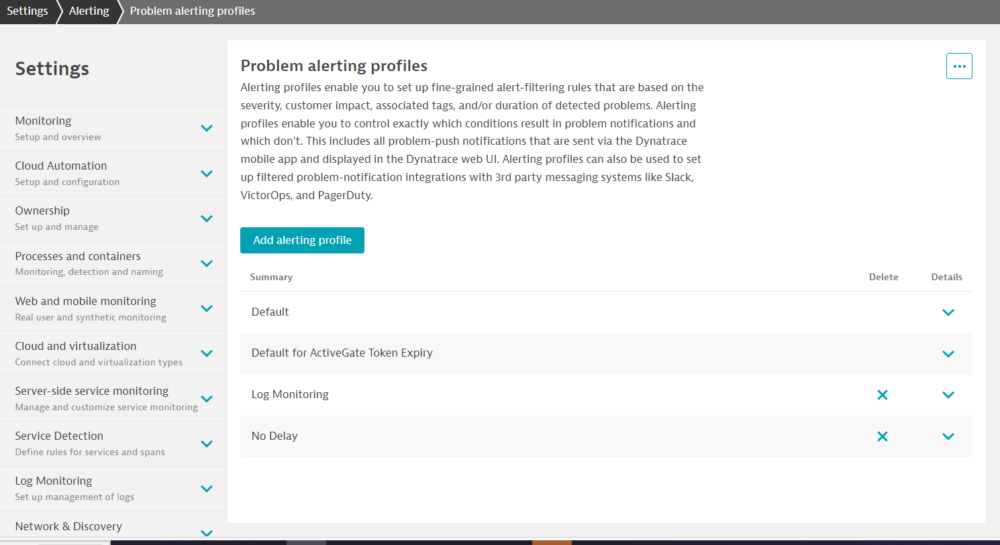 Settings
Alerting
Problem alerting profiles
Settings
Monitoring
Setup and overview
Cloud Automation
Setup and configuration
Ownership
Set up and manage
Processes and containers
Monitoring, detection and naming
Web and mobile monitoring
Real user and synthetic monitoring
Cloud and virtualization
Connect cloud and virtualization types
Server-side service monitoring
Manage and customize service monitoring
Service Detection
Define rules for services and spans
Log Monitoring
Set up management of logs
Network & Discovery
Problem alerting profiles
Alerting profiles enable you to set up fine-grained alert-filtering rules that are based on the
severity, customer impact, associated tags, and/or duration of detected problems. Alerting
profiles enable you to control exactly which conditions result in problem notifications and
which don't. This includes all problem-push notifications that are sent via the Dynatrace
mobile app and displayed in the Dynatrace web UI. Alerting profiles can also be used to set
up filtered problem-notification integrations with 3rd party messaging systems like Slack,
VictorOps, and PagerDuty.
Add alerting profile
Summary Delete Details
Default
Default for ActiveGate Token Expiry
Log Monitoring
No Delay